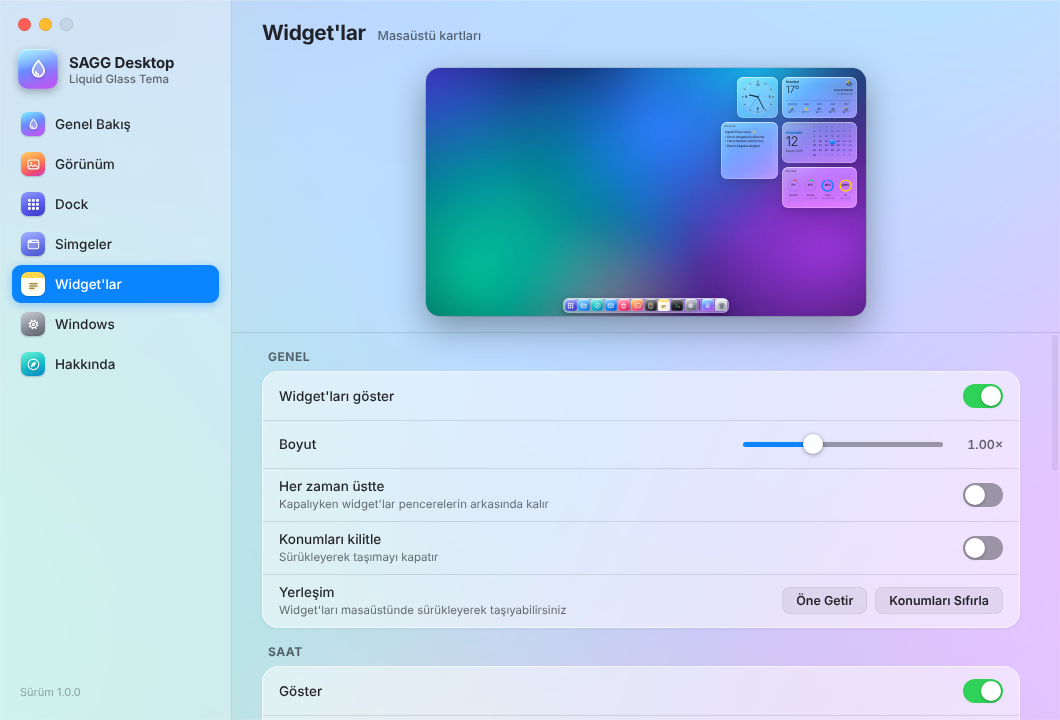 Widget'lar Masaüstü kartları
SAGG Desktop
Liquid Glass Tema
Genel Bakış
Görünüm
Dock
Simgeler
Widget'lar
Windows
Hakkında
Sürüm 1.0.0
17°
12
GENEL
Widget'ları göster
Boyut 1.00×
Her zaman üstte
Kapalıyken widget'lar pencerelerin arkasında kalır
Konumları kilitle
Sürükleyerek taşımayı kapatır
Yerleşim
Widget'ları masaüstünde sürükleyerek taşıyabilirsiniz
Öne Getir Konumları Sıfırla
SAAT
Göster